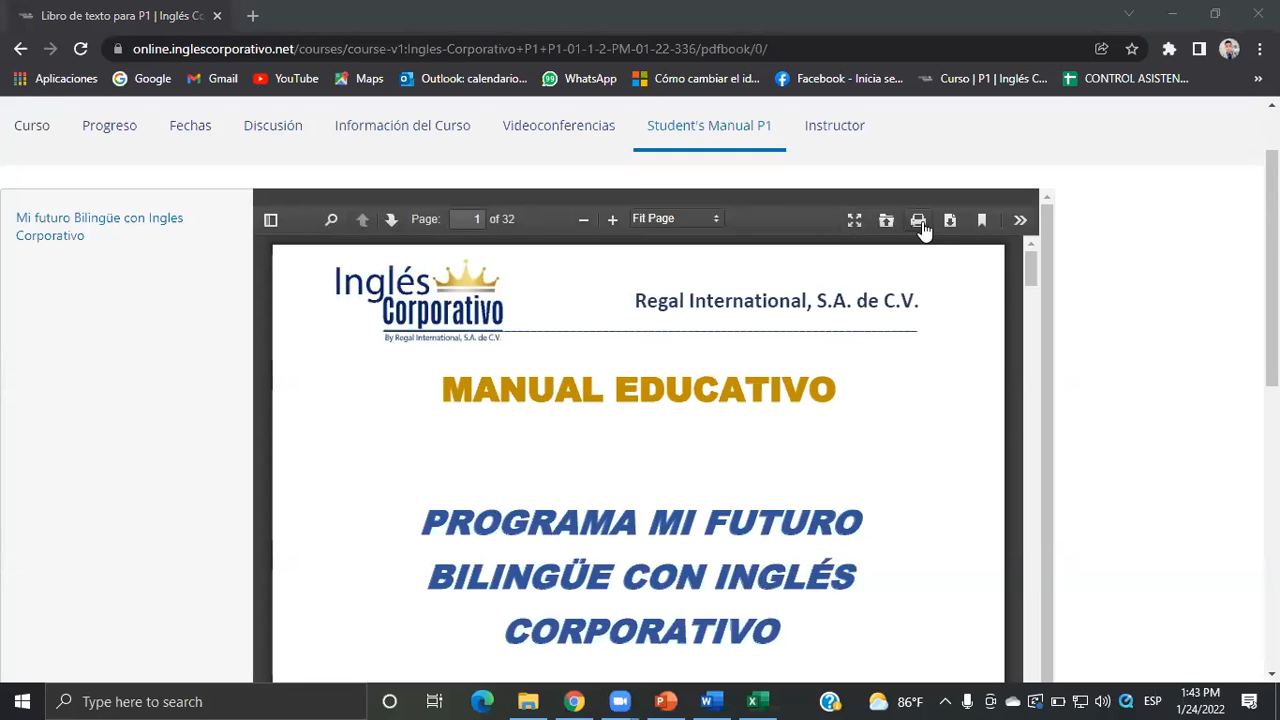 Libro de texto para P1 | Inglés Co
online.inglescorporativo.net/courses/course-v1:Ingles-Corporativo+P1+P1-01-1-2-PM-01-22-336/pdfbook/0/
Aplicaciones Google Gmail YouTube Maps Outlook: calendario... WhatsApp Cómo cambiar el id... Facebook - Inicia se... Curso | P1 | Inglés C... CONTROL ASISTEN...
Curso Progreso Fechas Discusión Información del Curso Videoconferencias Student's Manual P1 Instructor
Mi futuro Bilingüe con Ingles
Corporativo
Page: 1 of 32 Fit Page
Inglés
Corporativo
By Regal International, S.A. de C.V.
Regal International, S.A. de C.V.
MANUAL EDUCATIVO
PROGRAMA MI FUTURO
BILINGÜE CON INGLÉS
CORPORATIVO
Type here to search
86°F
ESP
1:43 PM
1/24/2022